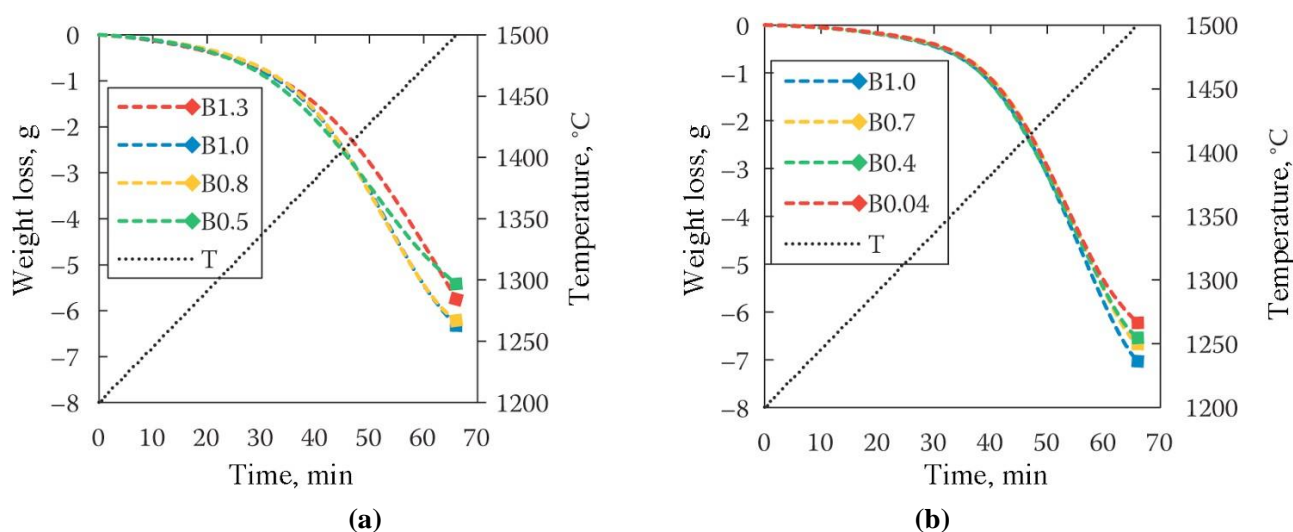 0
–1
–2
–3
–4
–5
–6
–7
–8
Weight loss, g
B1.3
B1.0
B0.8
B0.5
T
1500
1450
1400
1350
1300
1250
1200
Temperature, °C
0 10 20 30 40 50 60 70
Time, min
(a)
0
–1
–2
–3
–4
–5
–6
–7
–8
Weight loss, g
B1.0
B0.7
B0.4
B0.04
T
1500
1450
1400
1350
1300
1250
1200
Temperature, °C
0 10 20 30 40 50 60 70
Time, min
(b)